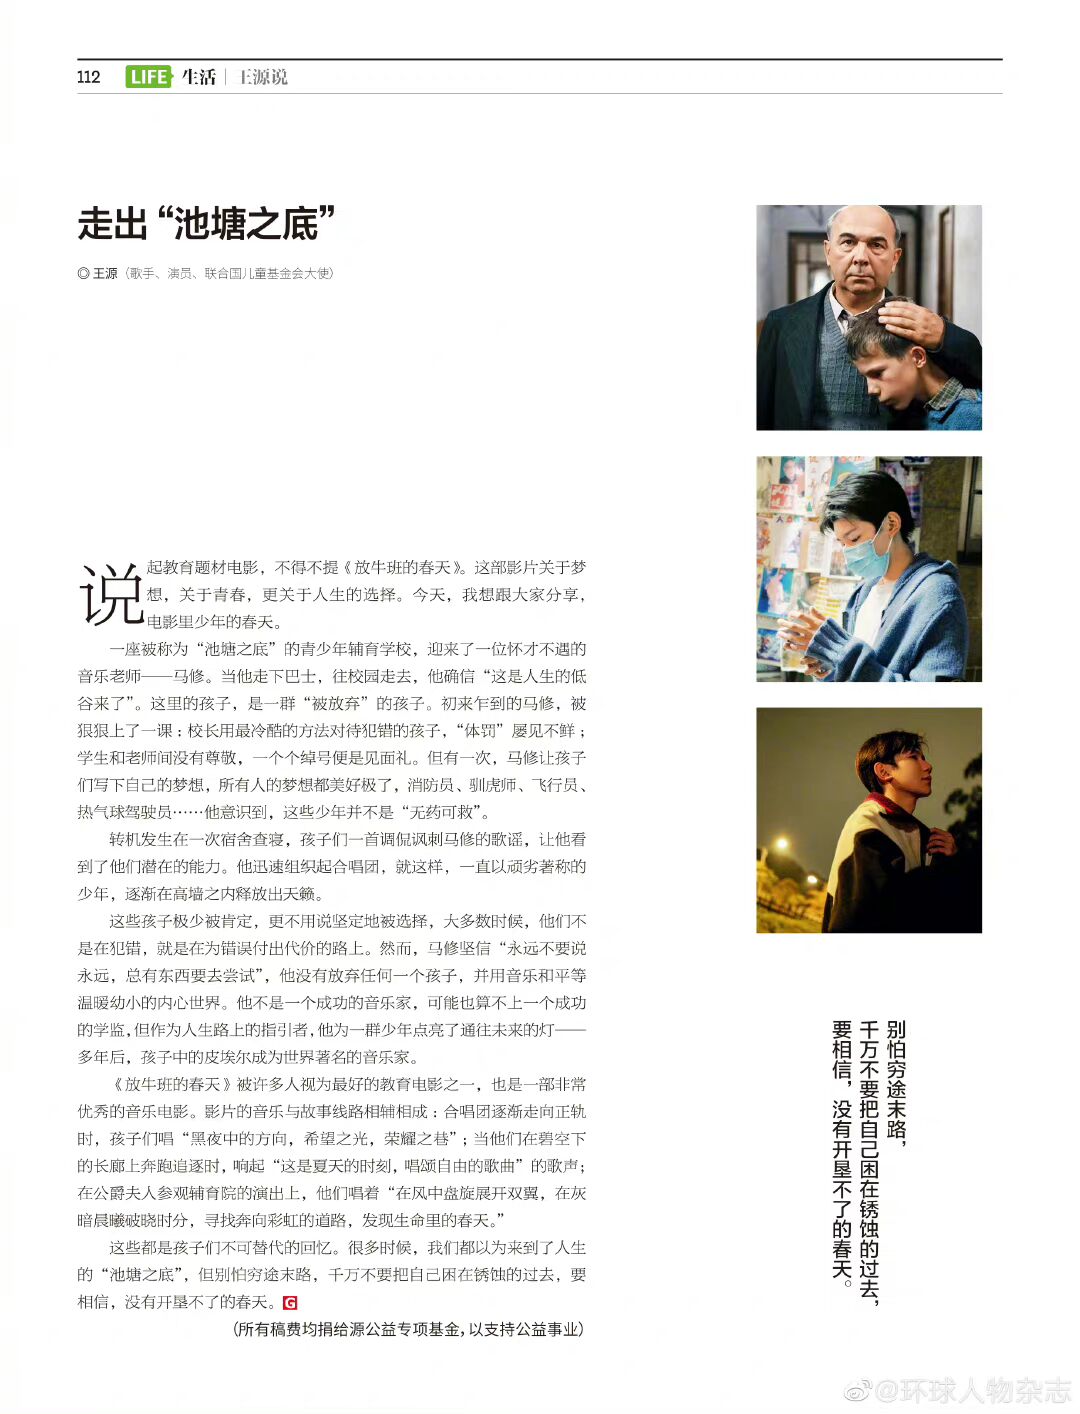 112 LIFE 生活 王源说
走出“池塘之底”
◎ 王源（歌手、演员、联合国儿童基金会大使）
说起教育题材电影，不得不提《放牛班的春天》。这部影片关于梦
想，关于青春，更关于人生的选择。今天，我想跟大家分享，
电影里少年的春天。
一座被称为“池塘之底”的青少年辅育学校，迎来了一位怀才不遇的
音乐老师——马修。当他走下巴士，往校园走去，他确信“这是人生的低
谷来了”。这里的孩子，是一群“被放弃”的孩子。初来乍到的马修，被
狠狠上了一课：校长用最冷酷的方法对待犯错的孩子，“体罚”屡见不鲜；
学生和老师间没有尊敬，一个个绰号便是见面礼。但有一次，马修让孩子
们写下自己的梦想，所有人的梦想都美好极了，消防员、驯虎师、飞行员、
热气球驾驶员……他意识到，这些少年并不是“无药可救”。
转机发生在一次宿舍查寝，孩子们一首调侃讽刺马修的歌谣，让他看
到了他们潜在的能力。他迅速组织起合唱团，就这样，一直以顽劣著称的
少年，逐渐在高墙之内释放出天籁。
这些孩子极少被肯定，更不用说坚定地被选择，大多数时候，他们不
是在犯错，就是在为错误付出代价的路上。然而，马修坚信“永远不要说
永远，总有东西要去尝试”，他没有放弃任何一个孩子，并用音乐和平等
温暖幼小的内心世界。他不是一个成功的音乐家，可能也算不上一个成功
的学监，但作为人生路上的指引者，他为一群少年点亮了通往未来的灯——
多年后，孩子中的皮埃尔成为世界著名的音乐家。
《放牛班的春天》被许多人视为最好的教育电影之一，也是一部非常
优秀的音乐电影。影片的音乐与故事线路相辅相成：合唱团逐渐走向正轨
时，孩子们唱“黑夜中的方向，希望之光，荣耀之巷”；当他们在碧空下
的长廊上奔跑追逐时，响起“这是夏天的时刻，唱颂自由的歌曲”的歌声；
在公爵夫人参观辅育院的演出上，他们唱着“在风中盘旋展开双翼，在灰
暗晨曦破晓时分，寻找奔向彩虹的道路，发现生命里的春天。”
这些都是孩子们不可替代的回忆。很多时候，我们都以为来到了人生
的“池塘之底”，但别怕穷途末路，千万不要把自己困在锈蚀的过去，要
相信，没有开垦不了的春天。G
（所有稿费均捐给源公益专项基金，以支持公益事业）
别怕穷途末路，
千万不要把自己困在锈蚀的过去，
要相信，没有开垦不了的春天。
@环球人物杂志